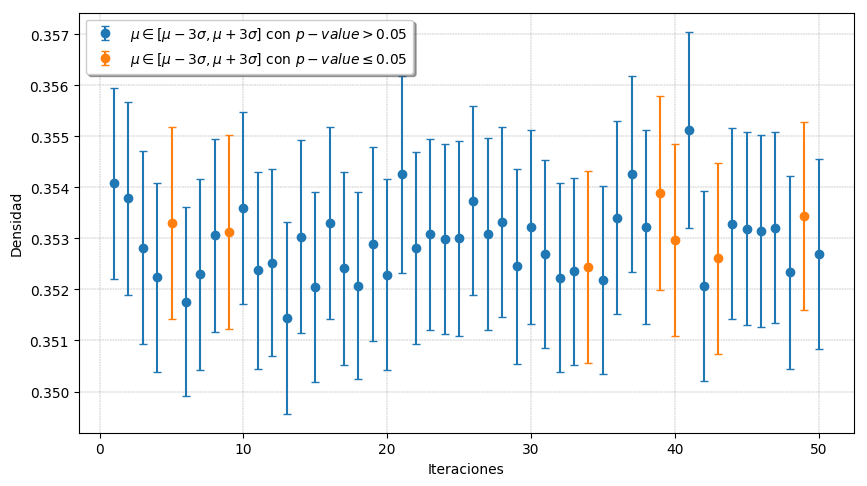 μ ∈ [μ − 3σ, μ + 3σ] con p − value > 0.05
μ ∈ [μ − 3σ, μ + 3σ] con p − value ≤ 0.05
0.357
0.356
0.355
0.354
0.353
0.352
0.351
0.350
Densidad
0 10 20 30 40 50
Iteraciones